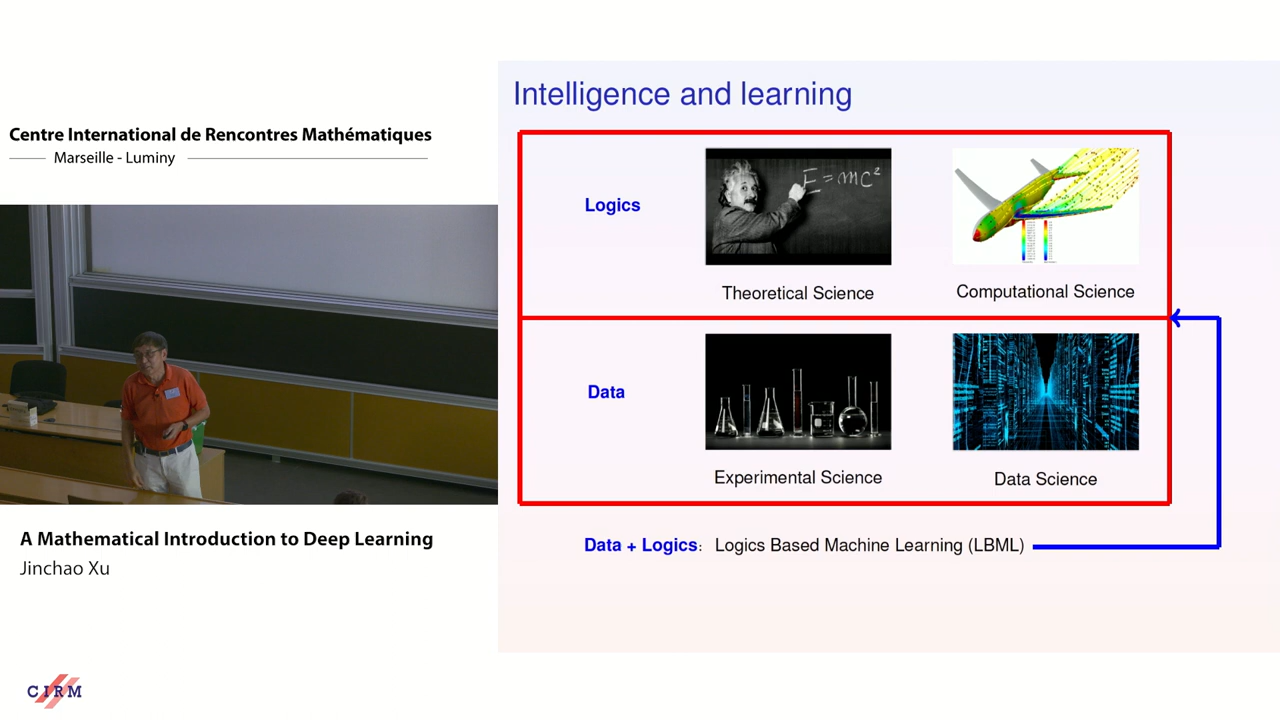 Centre International de Rencontres Mathématiques
Marseille - Luminy
A Mathematical Introduction to Deep Learning
Jinchao Xu
CIRM
Intelligence and learning
Logics
E=mc²
Theoretical Science
Computational Science
Data
Experimental Science
Data Science
Data + Logics: Logics Based Machine Learning (LBML)